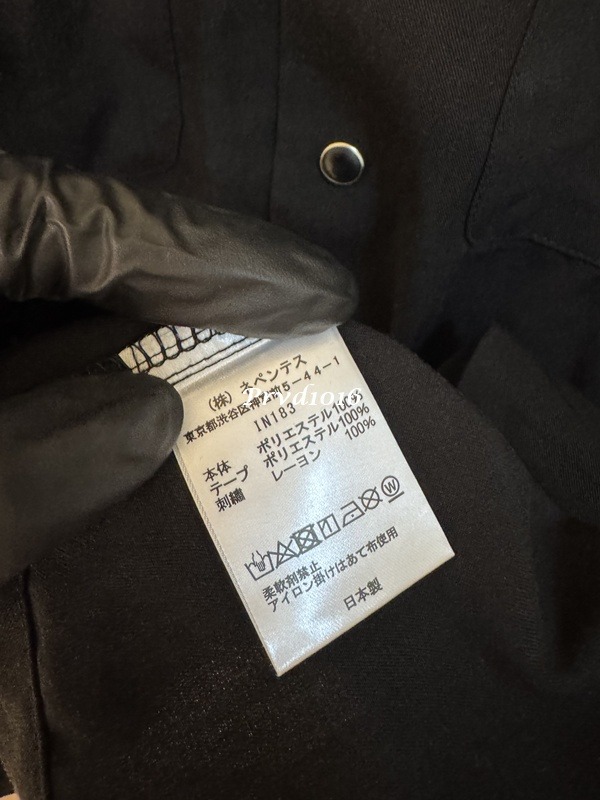 (株) ネペンテス
東京都渋谷区神宮前5-44-1
Prvd1016
IN183
本体 ポリエステル100%
テープ ポリエステル100%
刺繍 レーヨン 100%
柔軟剤禁止
アイロン掛けはあて布使用
日本製